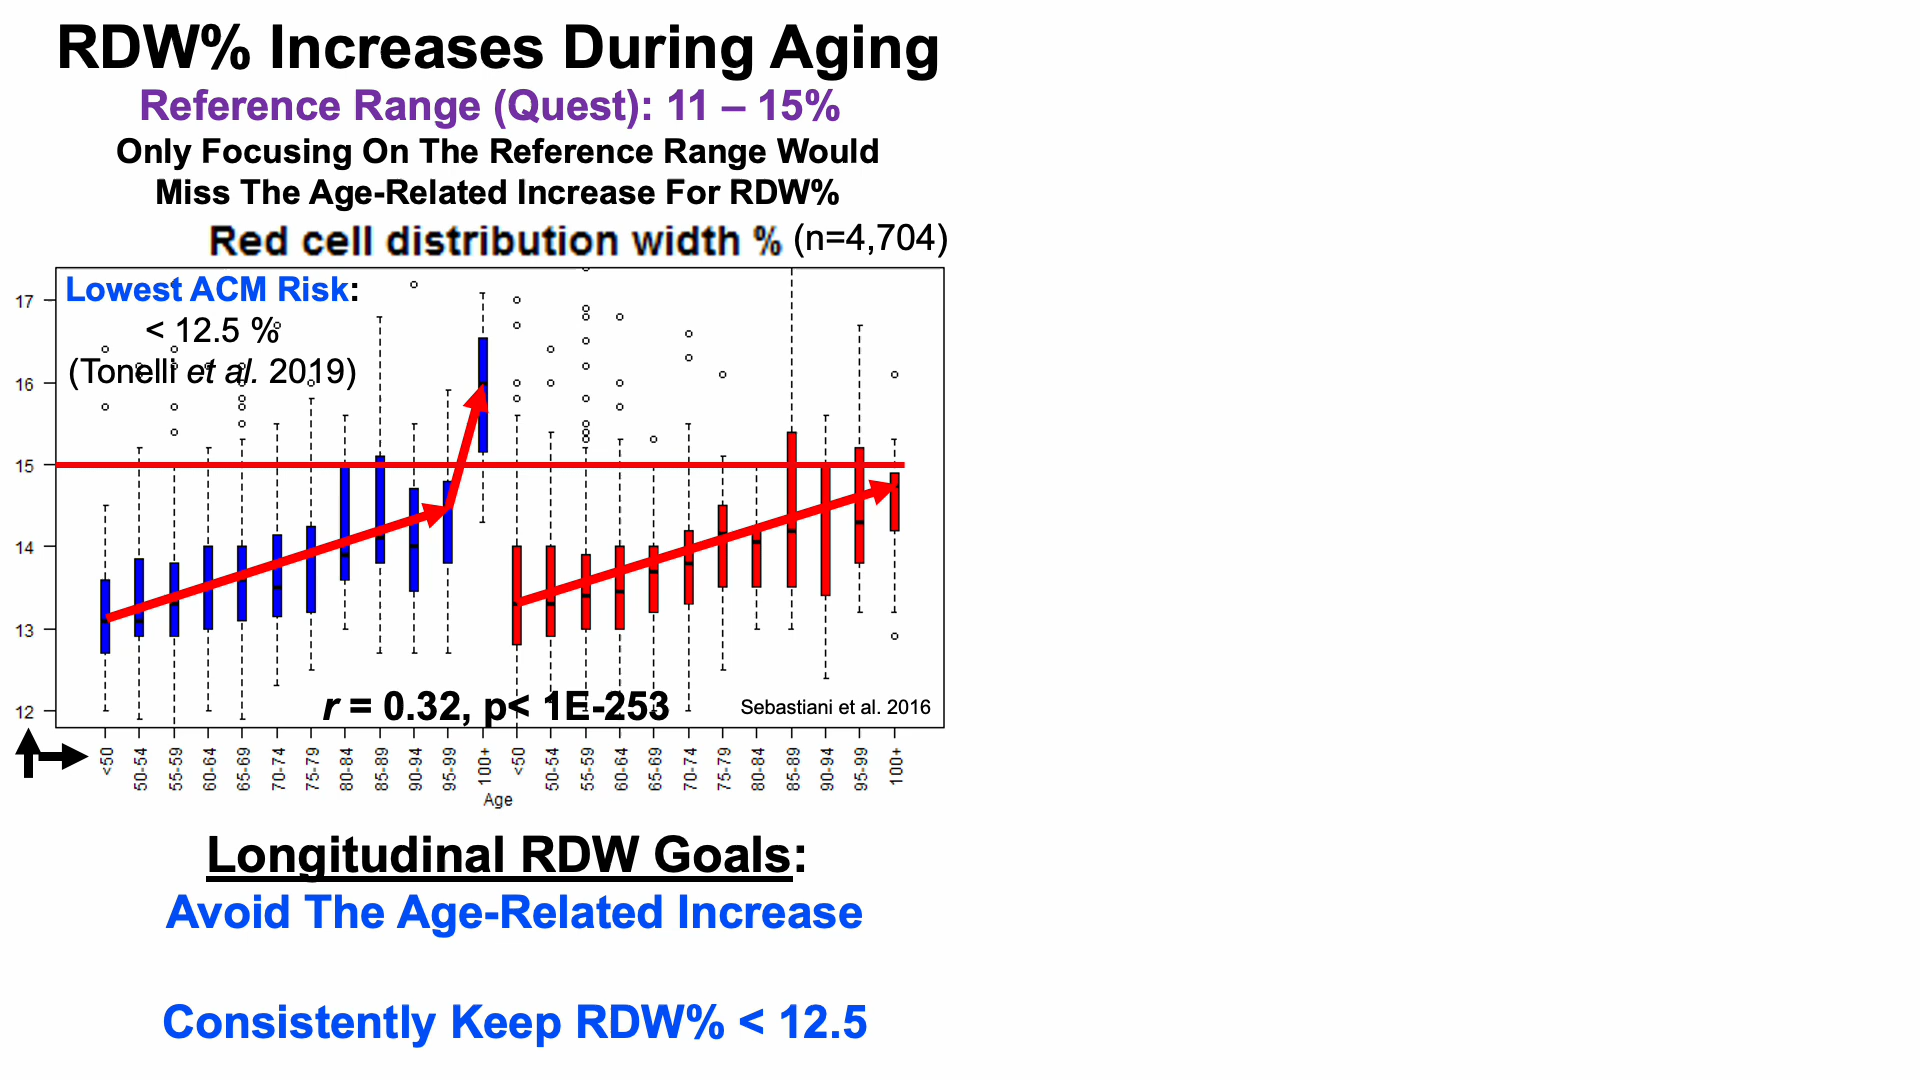 RDW% Increases During Aging
Reference Range (Quest): 11 – 15%
Only Focusing On The Reference Range Would
Miss The Age-Related Increase For RDW%
Red cell distribution width % (n=4,704)
Lowest ACM Risk:
< 12.5 %
(Tonelli et al. 2019)
17
16
15
14
13
12
r = 0.32, p< 1E-253
Sebastiani et al. 2016
<50 50-54 55-59 60-64 65-69 70-74 75-79 80-84 85-89 90-94 95-99 100+ <50 50-54 55-59 60-64 65-69 70-74 75-79 80-84 85-89 90-94 95-99 100+
Age
Longitudinal RDW Goals:
Avoid The Age-Related Increase
Consistently Keep RDW% < 12.5